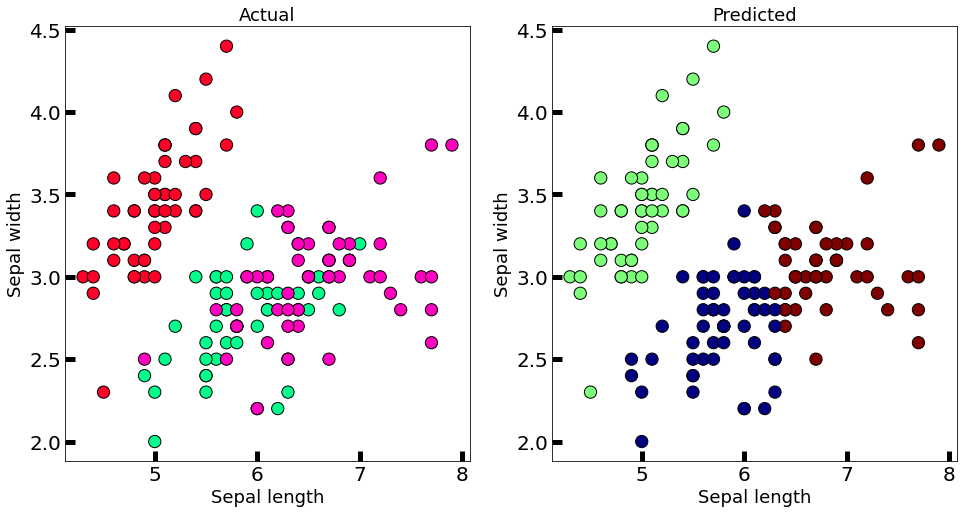 Actual
Predicted
4.5
4.0
3.5
3.0
2.5
2.0
Sepal width
5 6 7 8
Sepal length
4.5
4.0
3.5
3.0
2.5
2.0
Sepal width
5 6 7 8
Sepal length